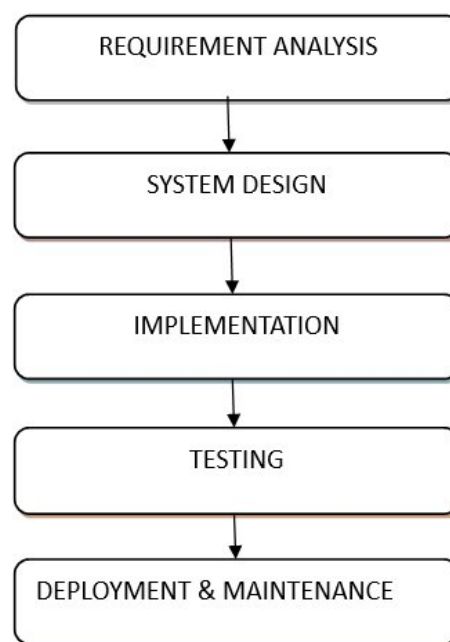 REQUIREMENT ANALYSIS
SYSTEM DESIGN
IMPLEMENTATION
TESTING
DEPLOYMENT & MAINTENANCE